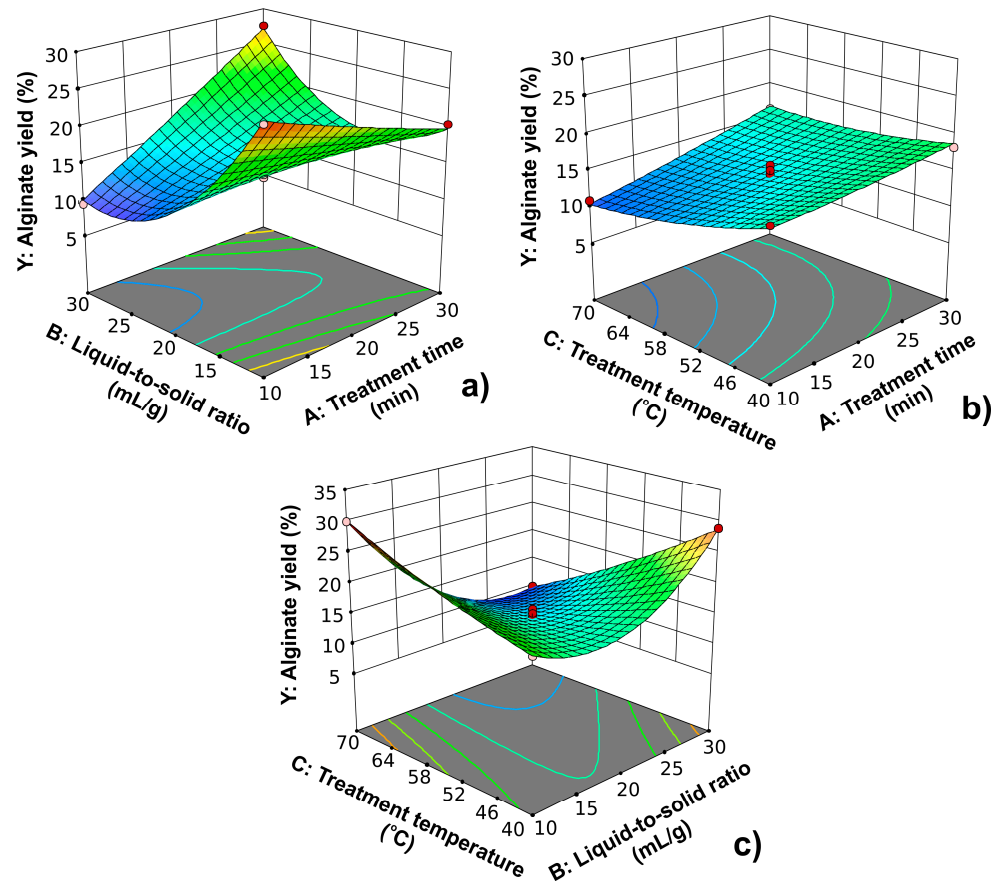 30
25
20
15
10
5
Y: Alginate yield (%)
30
25
20
15
10
B: Liquid-to-solid ratio
(mL/g)
15
20
25
30
A: Treatment time
(min)
a)
30
25
20
15
10
5
Y: Alginate yield (%)
70
64
58
52
46
40
C: Treatment temperature
(°C)
10
15
20
25
30
A: Treatment time
(min)
b)
35
30
25
20
15
10
5
Y: Alginate yield (%)
70
64
58
52
46
40
C: Treatment temperature
(°C)
10
15
20
25
30
B: Liquid-to-solid ratio
(mL/g)
c)